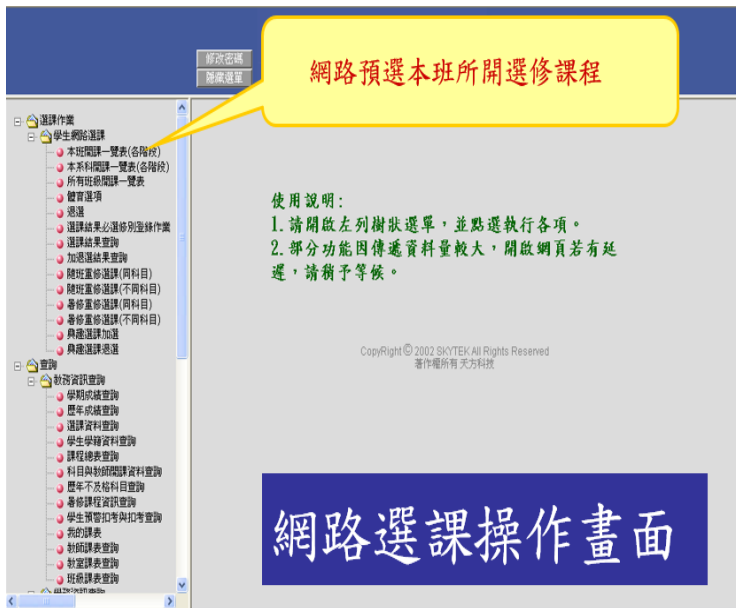 修改密碼
隱藏選單
網路預選本班所開選修課程
選課作業
學生網路選課
本班開課一覽表(各階段)
本系科開課一覽表(各階段)
所有班級開課一覽表
體育選項
退選
選課結果必選修別登錄作業
選課結果查詢
加退選結果查詢
隨班重修選課(同科目)
隨班重修選課(不同科目)
暑修重修選課(同科目)
暑修重修選課(不同科目)
興趣選課加選
興趣選課退選
查詢
教務資訊查詢
學期成績查詢
歷年成績查詢
選課資料查詢
學生學籍資料查詢
課程總表查詢
科目與教師開課資料查詢
歷年不及格科目查詢
暑修課程資訊查詢
學生預警扣考與扣考查詢
我的課表
教師課表查詢
教室課表查詢
班級課表查詢
使用說明:
1.請開啟左列樹狀選單，並點選執行各項。
2.部分功能因傳遞資料量較大，開啟網頁若有延
遲，請稍予等候。
CopyRight © 2002 SKYTEK All Rights Reserved
著作權所有 天方科技
網路選課操作畫面